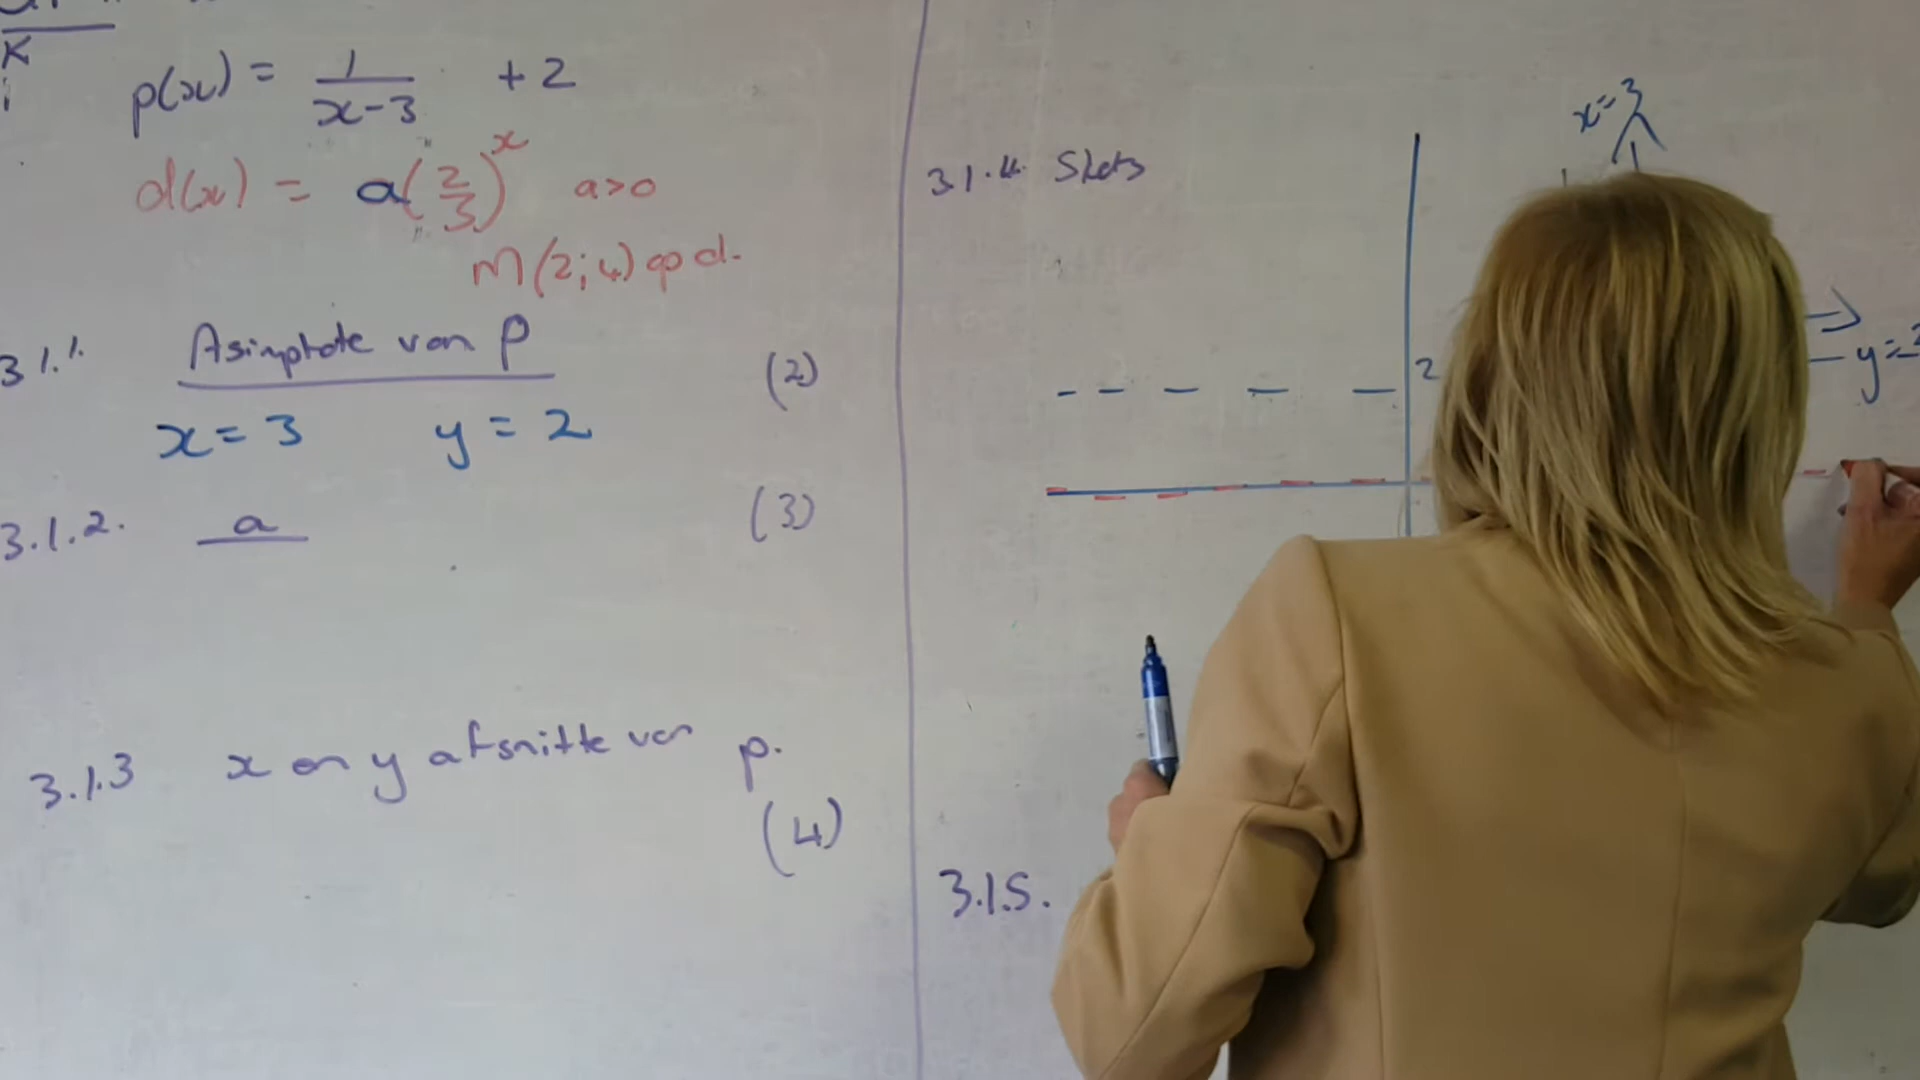 p(x) = 1/(x-3) + 2
d(x) = a(2/3)^x a>0
M(2;4) op d.
3.1.1. Asimptote van p (2)
x = 3 y = 2
3.1.2. a (3)
3.1.3 x en y afsnitte van p.
(4)
3.1.4. Skets
x=3
2
y=2
3.1.5.